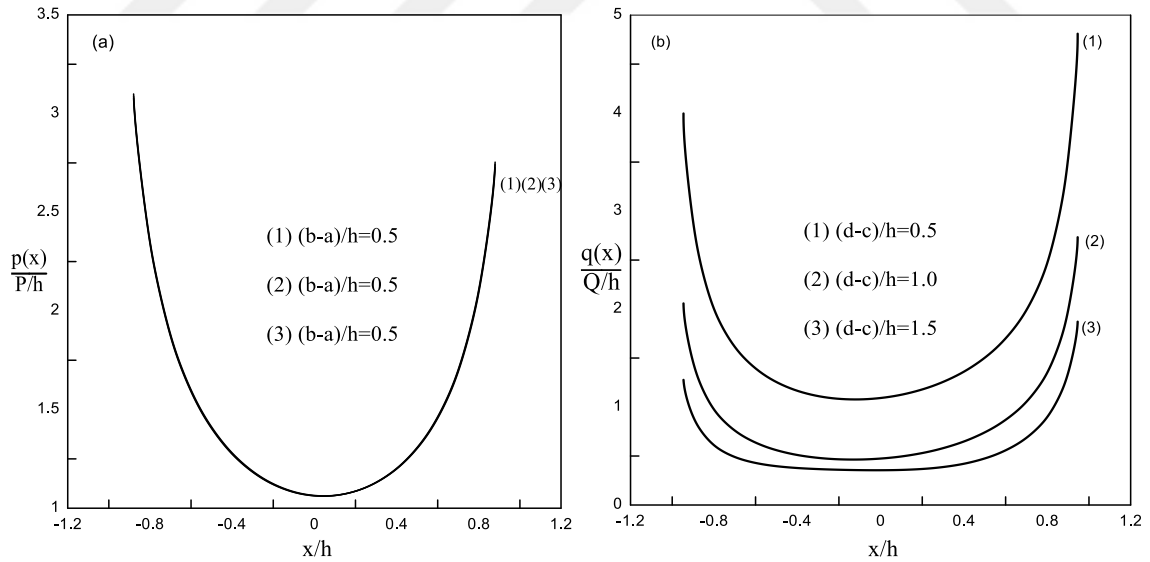 (a)
3.5
3
2.5
2
1.5
1
p(x)
P/h
(1)(2)(3)
(1) (b-a)/h=0.5
(2) (b-a)/h=0.5
(3) (b-a)/h=0.5
-1.2 -0.8 -0.4 0 0.4 0.8 1.2
x/h
(b)
5
4
3
2
1
0
q(x)
Q/h
(1)
(2)
(3)
(1) (d-c)/h=0.5
(2) (d-c)/h=1.0
(3) (d-c)/h=1.5
-1.2 -0.8 -0.4 0 0.4 0.8 1.2
x/h